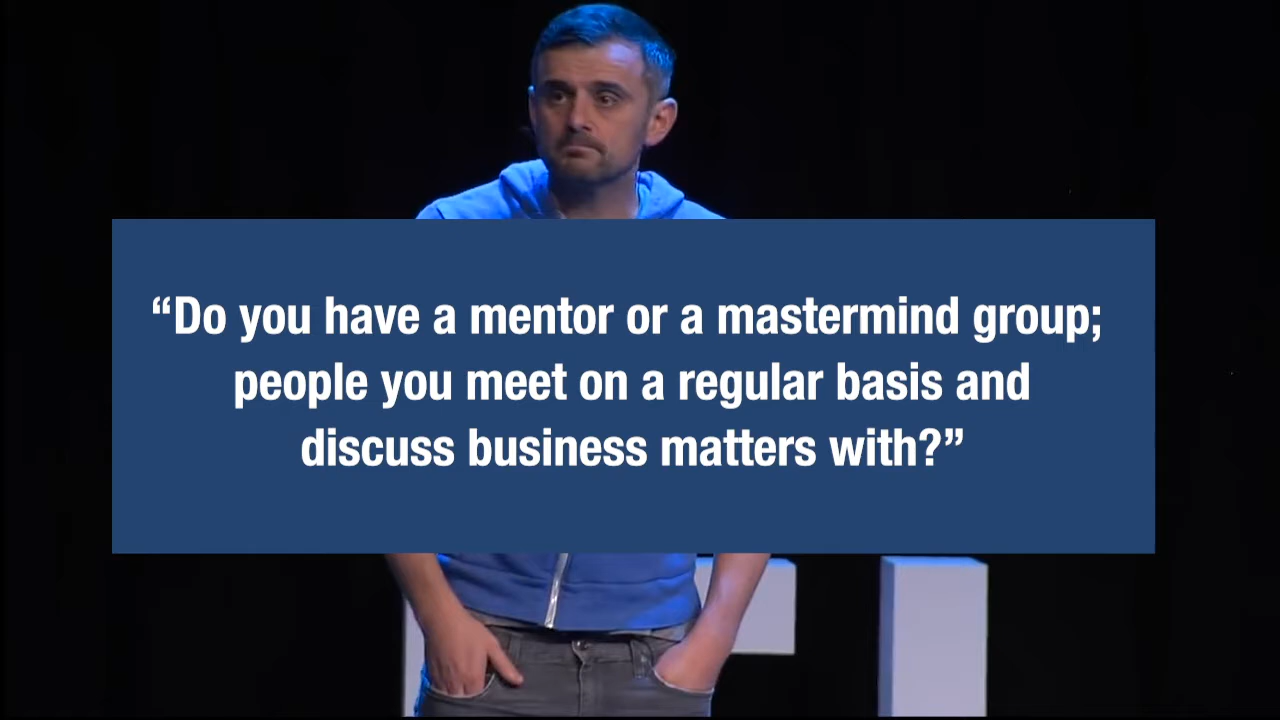 “Do you have a mentor or a mastermind group;
people you meet on a regular basis and
discuss business matters with?”